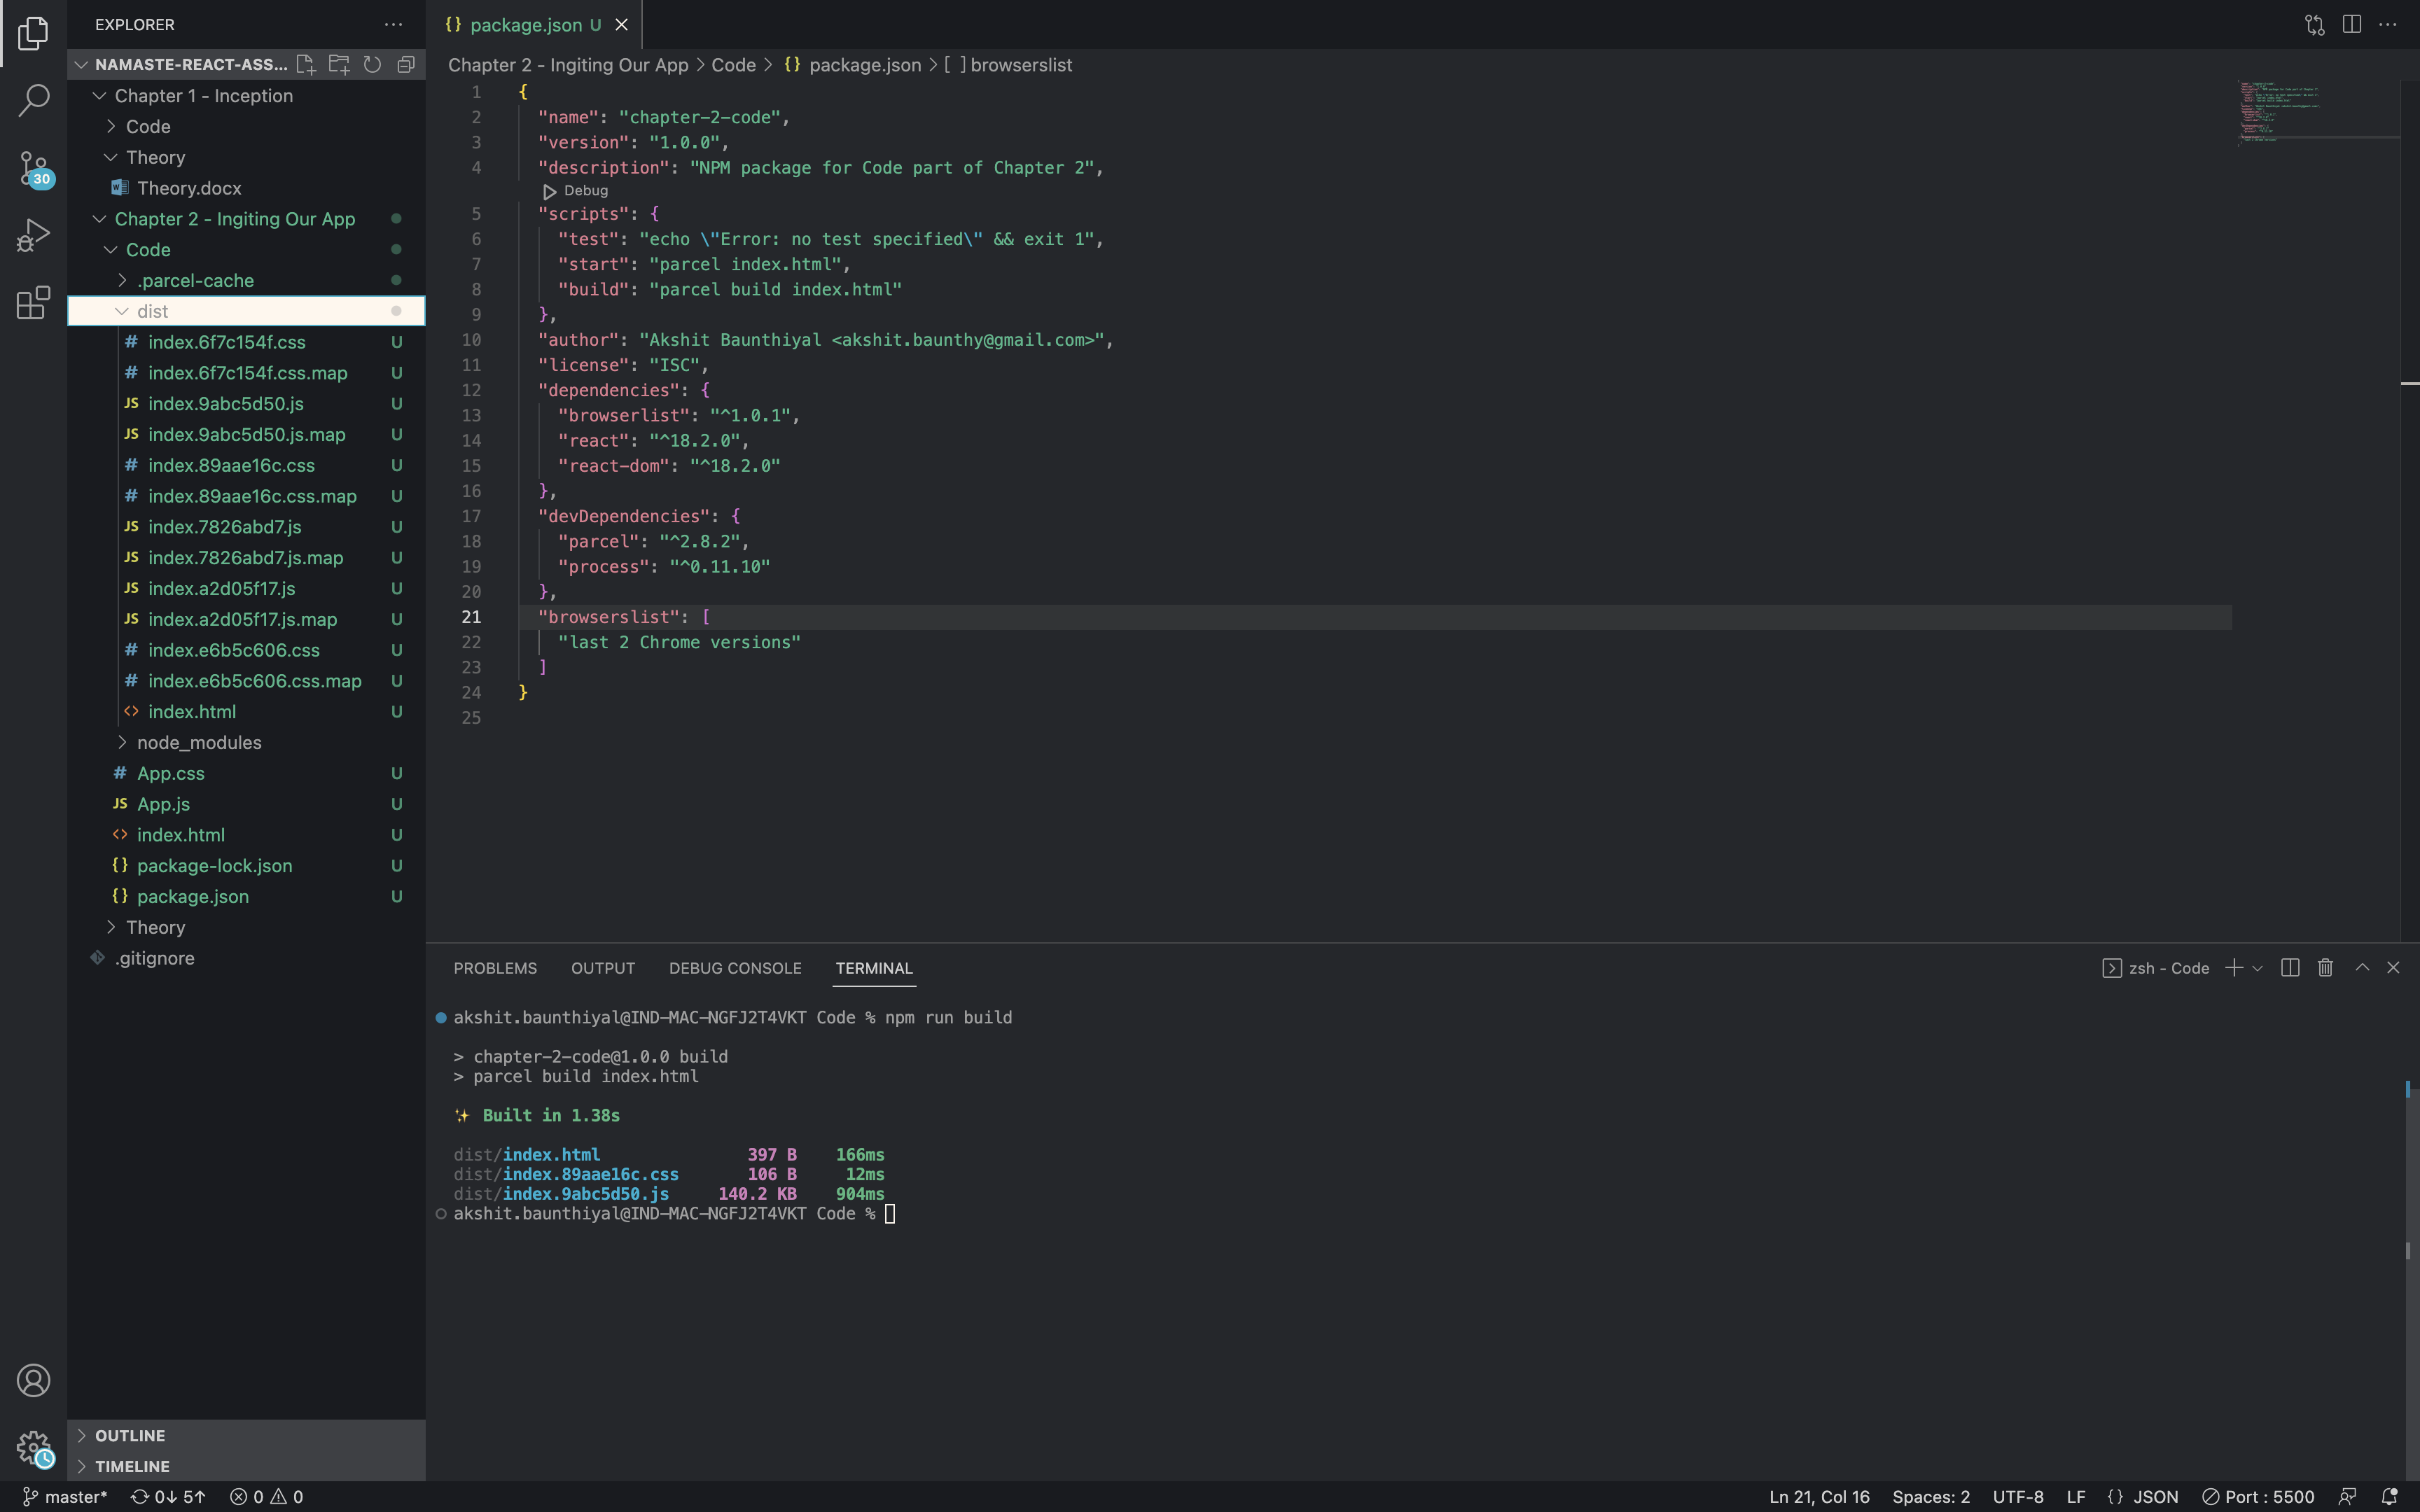 EXPLORER
NAMASTE-REACT-ASS...
Chapter 1 - Inception
Code
Theory
Theory.docx
Chapter 2 - Ingiting Our App
Code
.parcel-cache
dist
index.6f7c154f.css U
index.6f7c154f.css.map U
index.9abc5d50.js U
index.9abc5d50.js.map U
index.89aae16c.css U
index.89aae16c.css.map U
index.7826abd7.js U
index.7826abd7.js.map U
index.a2d05f17.js U
index.a2d05f17.js.map U
index.e6b5c606.css U
index.e6b5c606.css.map U
index.html U
node_modules
App.css U
App.js U
index.html U
package-lock.json U
package.json U
Theory
.gitignore
OUTLINE
TIMELINE
30
{} package.json U
Chapter 2 - Ingiting Our App > Code > {} package.json > [ ] browserslist
1 {
2 "name": "chapter-2-code",
3 "version": "1.0.0",
4 "description": "NPM package for Code part of Chapter 2",
Debug
5 "scripts": {
6 "test": "echo \"Error: no test specified\" && exit 1",
7 "start": "parcel index.html",
8 "build": "parcel build index.html"
9 },
10 "author": "Akshit Baunthiyal <akshit.baunthy@gmail.com>",
11 "license": "ISC",
12 "dependencies": {
13 "browserlist": "^1.0.1",
14 "react": "^18.2.0",
15 "react-dom": "^18.2.0"
16 },
17 "devDependencies": {
18 "parcel": "^2.8.2",
19 "process": "^0.11.10"
20 },
21 "browserslist": [
22 "last 2 Chrome versions"
23 ]
24 }
25
PROBLEMS OUTPUT DEBUG CONSOLE TERMINAL
zsh - Code
akshit.baunthiyal@IND-MAC-NGFJ2T4VKT Code % npm run build
> chapter-2-code@1.0.0 build
> parcel build index.html
✨ Built in 1.38s
dist/index.html 397 B 166ms
dist/index.89aae16c.css 106 B 12ms
dist/index.9abc5d50.js 140.2 KB 904ms
akshit.baunthiyal@IND-MAC-NGFJ2T4VKT Code %
master* 0↓ 5↑ 0 0
Ln 21, Col 16 Spaces: 2 UTF-8 LF {} JSON Port : 5500